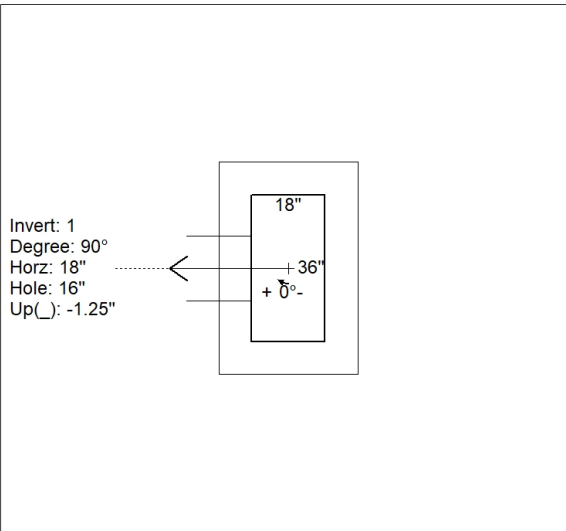 18"
Invert: 1
Degree: 90°
Horz: 18"
Hole: 16"
Up(_): -1.25"
36"
+ 0°-